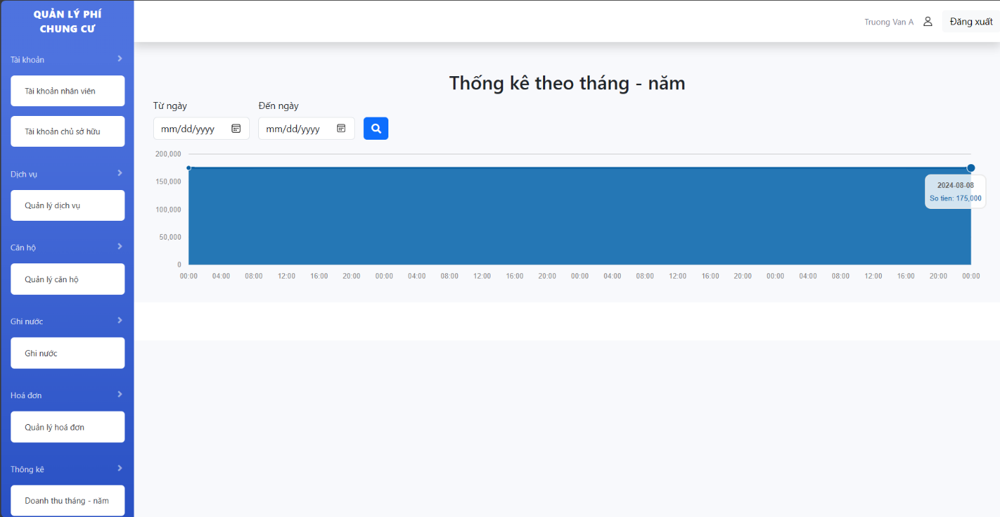 QUẢN LÝ PHÍ
CHUNG CƯ
Tài khoản
Tài khoản nhân viên
Tài khoản chủ sở hữu
Dịch vụ
Quản lý dịch vụ
Căn hộ
Quản lý căn hộ
Ghi nước
Ghi nước
Hoá đơn
Quản lý hoá đơn
Thông kê
Doanh thu tháng - năm
Truong Van A
Đăng xuất
Thống kê theo tháng - năm
Từ ngày Đến ngày
mm/dd/yyyy mm/dd/yyyy
200,000
150,000
100,000
50,000
0
2024-08-08
So tien: 175,000
00:00 04:00 08:00 12:00 16:00 20:00 00:00 04:00 08:00 12:00 16:00 20:00 00:00 04:00 08:00 12:00 16:00 20:00 00:00 04:00 08:00 12:00 16:00 20:00 00:00